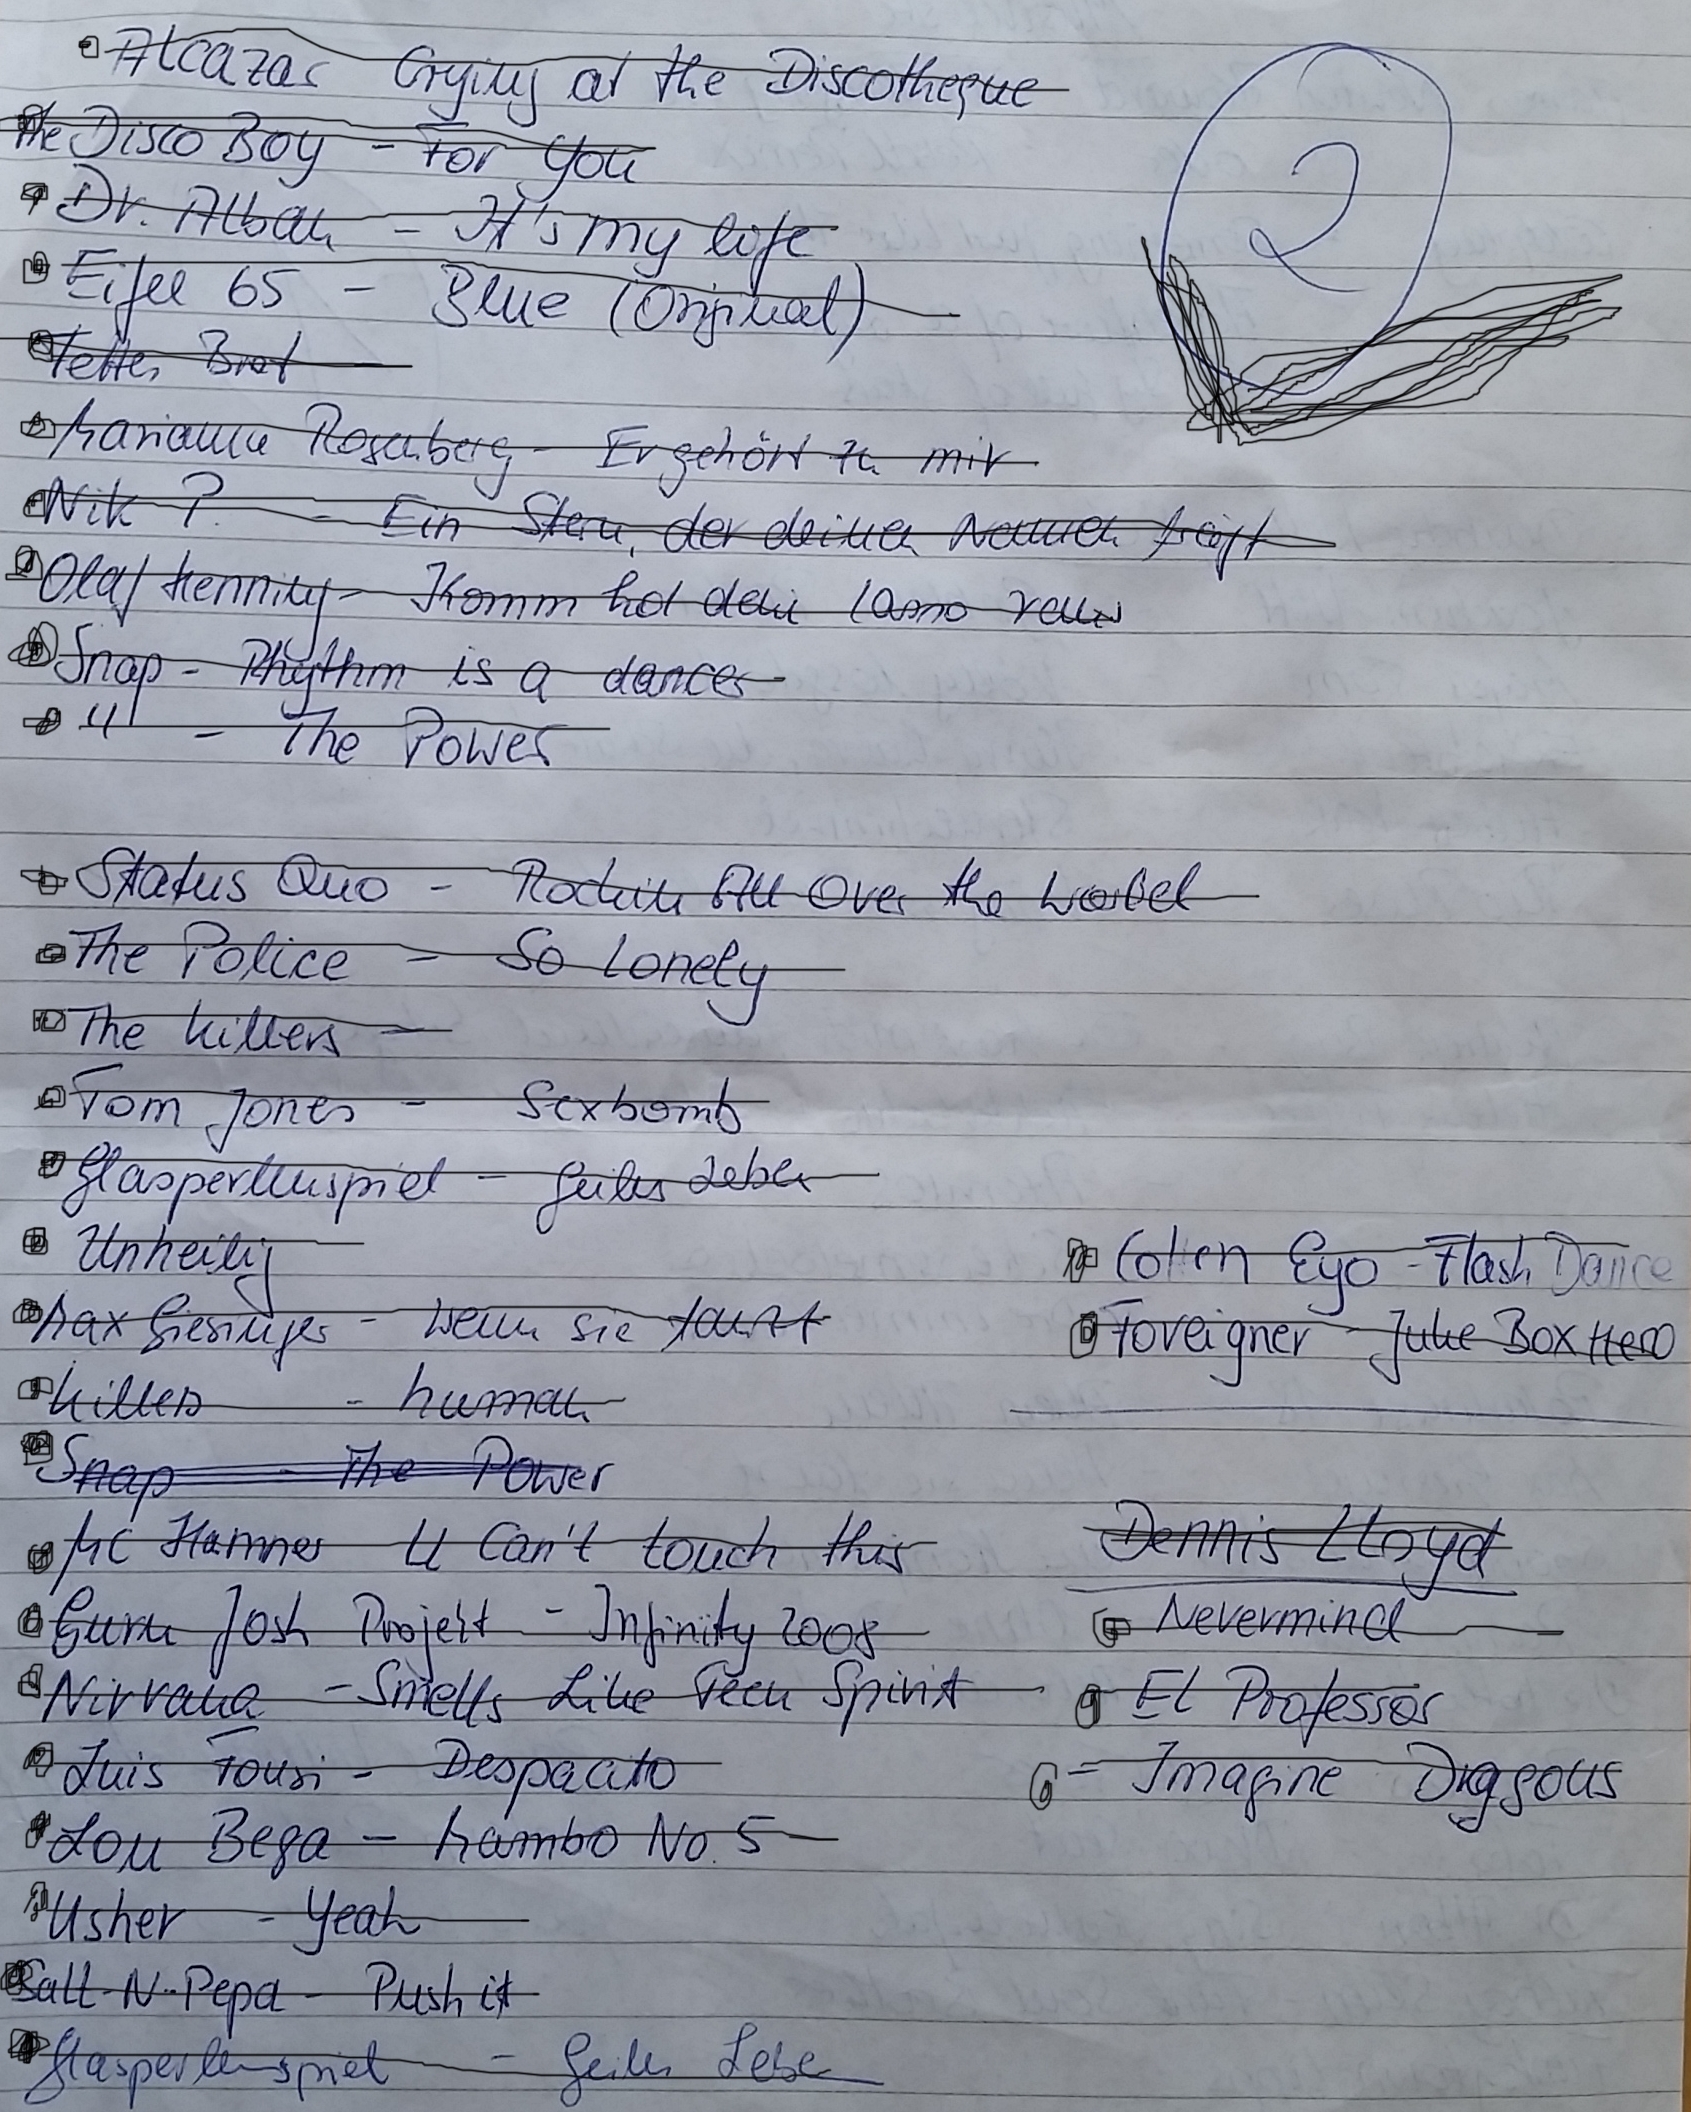 Alcazar Crying at the Discotheque
2
The Disco Boy - For You
Dr. Alban - It's my life
Eifel 65 - Blue (Original)
Fettes Brot
Marianna Rosenberg - Er gehört zu mir
Nik ? - Ein Stern, der deinen Namen trägt
Olaf Henning - Komm hol dein Lasso raus
Snap - Rhythm is a dancer
" - The Power
Status Quo - Rockin All Over the World
The Police - So Lonely
The Killers -
Tom Jones - Sexbomb
Glasperlenspiel - Geiles Leben
Unheilig
Max Giesinger - Wenn sie tanzt
Killers - human
Snap - The Power
MC Hammer U Can't touch this
Guru Josh Projekt - Infinity 2008
Nirvana - Smells Like Teen Spirit
Luis Fonsi - Despacito
Lou Bega - Mambo No. 5
Usher - Yeah
Salt-N-Pepa - Push it
Glasperlenspiel - Geiles Leben
Cotten Eyo - Flash Dance
Foreigner - Juke Box Hero
Dennis Lloyd
Nevermind
El Professor
- Imagine Dragons